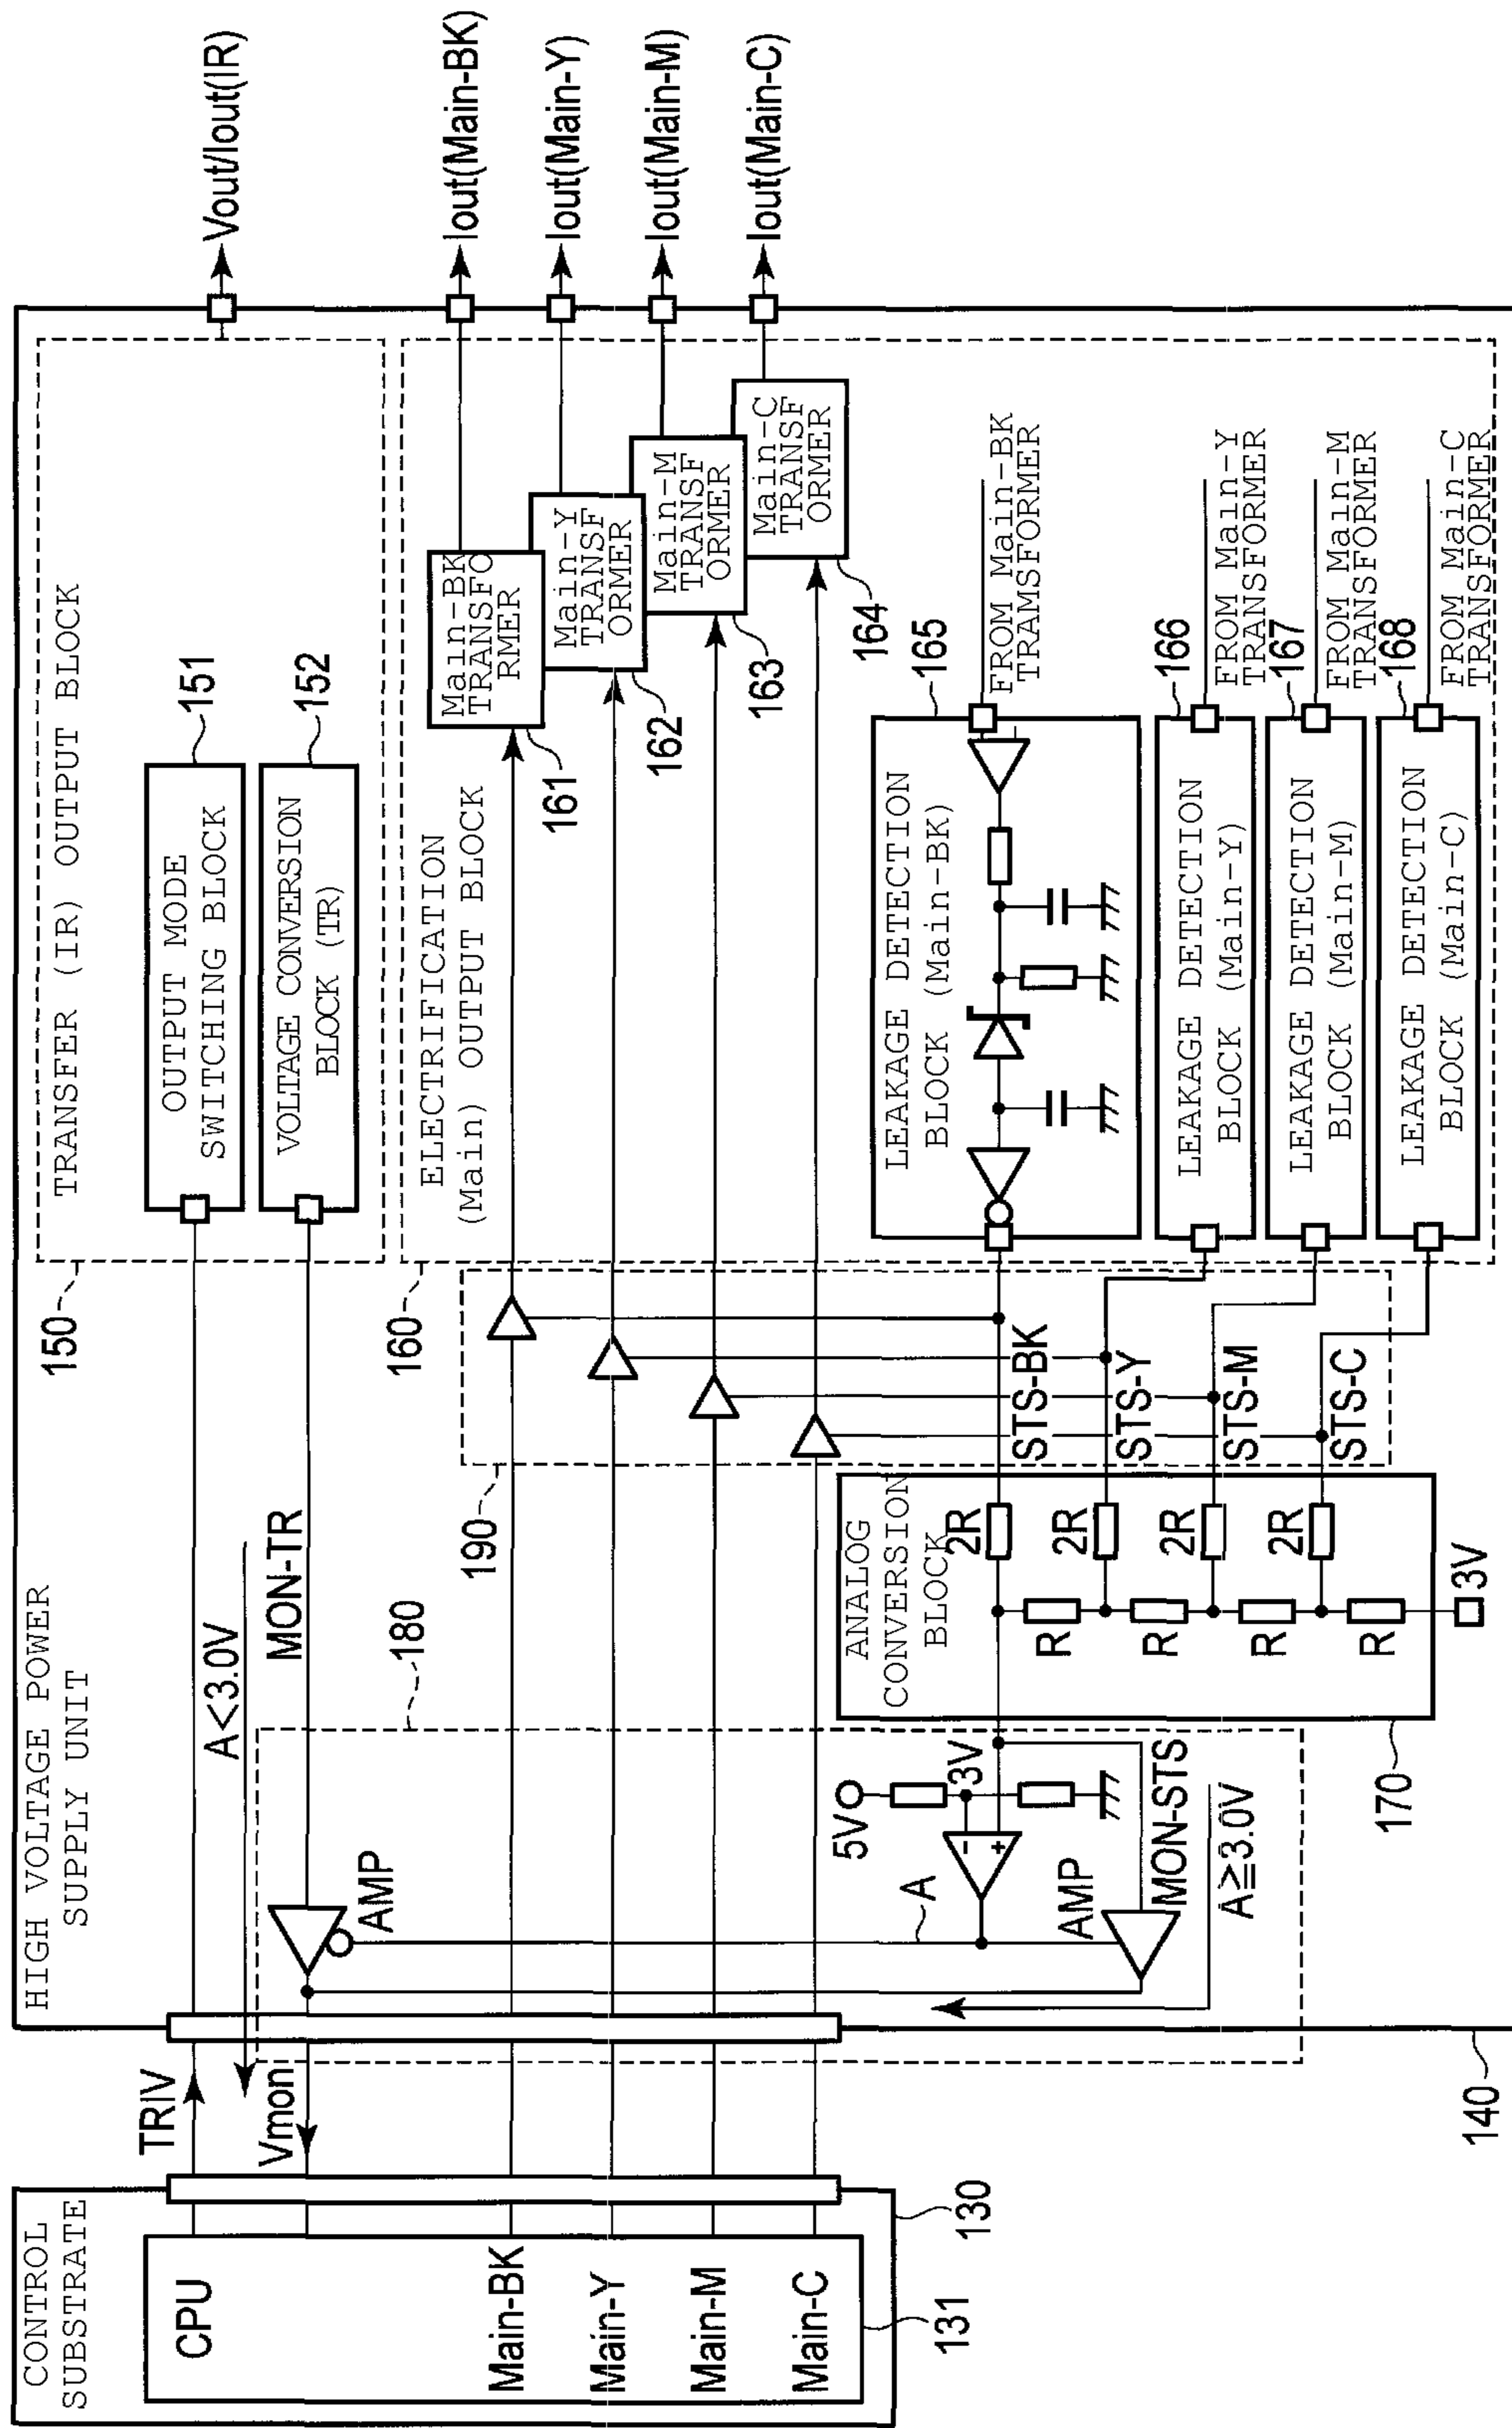 CONTROL
SUBSTRATE
CPU
Main-BK
Main-Y
Main-M
Main-C
131
130
TRIV
Vmon
HIGH VOLTAGE POWER
SUPPLY UNIT
A<3.0V
MON-TR
AMP
180
5V
3V
A
AMP
MON-STS
A≧3.0V
140
ANALOG
CONVERSION
BLOCK
2R
2R
2R
2R
R
R
R
R
3V
170
190
STS-BK
STS-Y
STS-M
STS-C
150
TRANSFER (IR) OUTPUT BLOCK
OUTPUT MODE
SWITCHING BLOCK
151
VOLTAGE CONVERSION
BLOCK (TR)
152
160
ELECTRIFICATION
(Main) OUTPUT BLOCK
Main-BK
TRANSFO
RMER
161
Main-Y
TRANSF
ORMER
162
Main-M
TRANSF
ORMER
163
Main-C
TRANSF
ORMER
164
LEAKAGE DETECTION
BLOCK (Main-BK)
165
FROM Main-BK
TRAMSFORMER
LEAKAGE DETECTION
BLOCK (Main-Y)
166
FROM Main-Y
TRANSFORMER
LEAKAGE DETECTION
BLOCK (Main-M)
167
FROM Main-M
TRANSFORMER
LEAKAGE DETECTION
BLOCK (Main-C)
168
FROM Main-C
TRANSFORMER
Vout/Iout(IR)
Iout(Main-BK)
Iout(Main-Y)
Iout(Main-M)
Iout(Main-C)